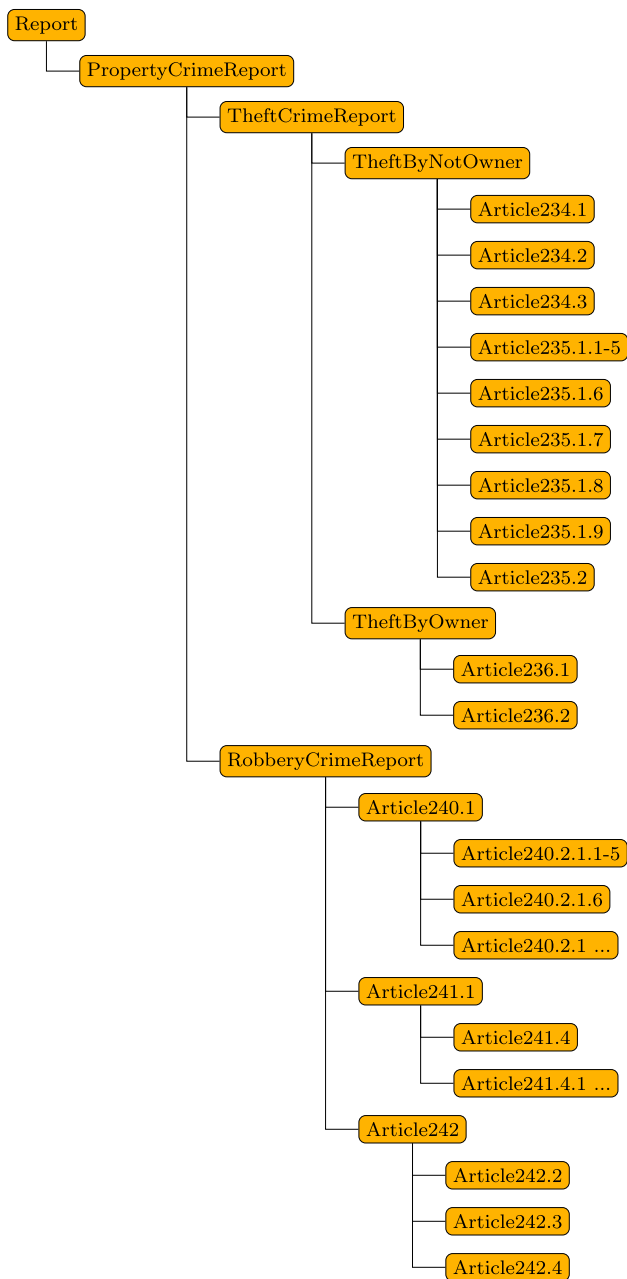 Report
PropertyCrimeReport
TheftCrimeReport
TheftByNotOwner
Article234.1
Article234.2
Article234.3
Article235.1.1-5
Article235.1.6
Article235.1.7
Article235.1.8
Article235.1.9
Article235.2
TheftByOwner
Article236.1
Article236.2
RobberyCrimeReport
Article240.1
Article240.2.1.1-5
Article240.2.1.6
Article240.2.1 ...
Article241.1
Article241.4
Article241.4.1 ...
Article242
Article242.2
Article242.3
Article242.4